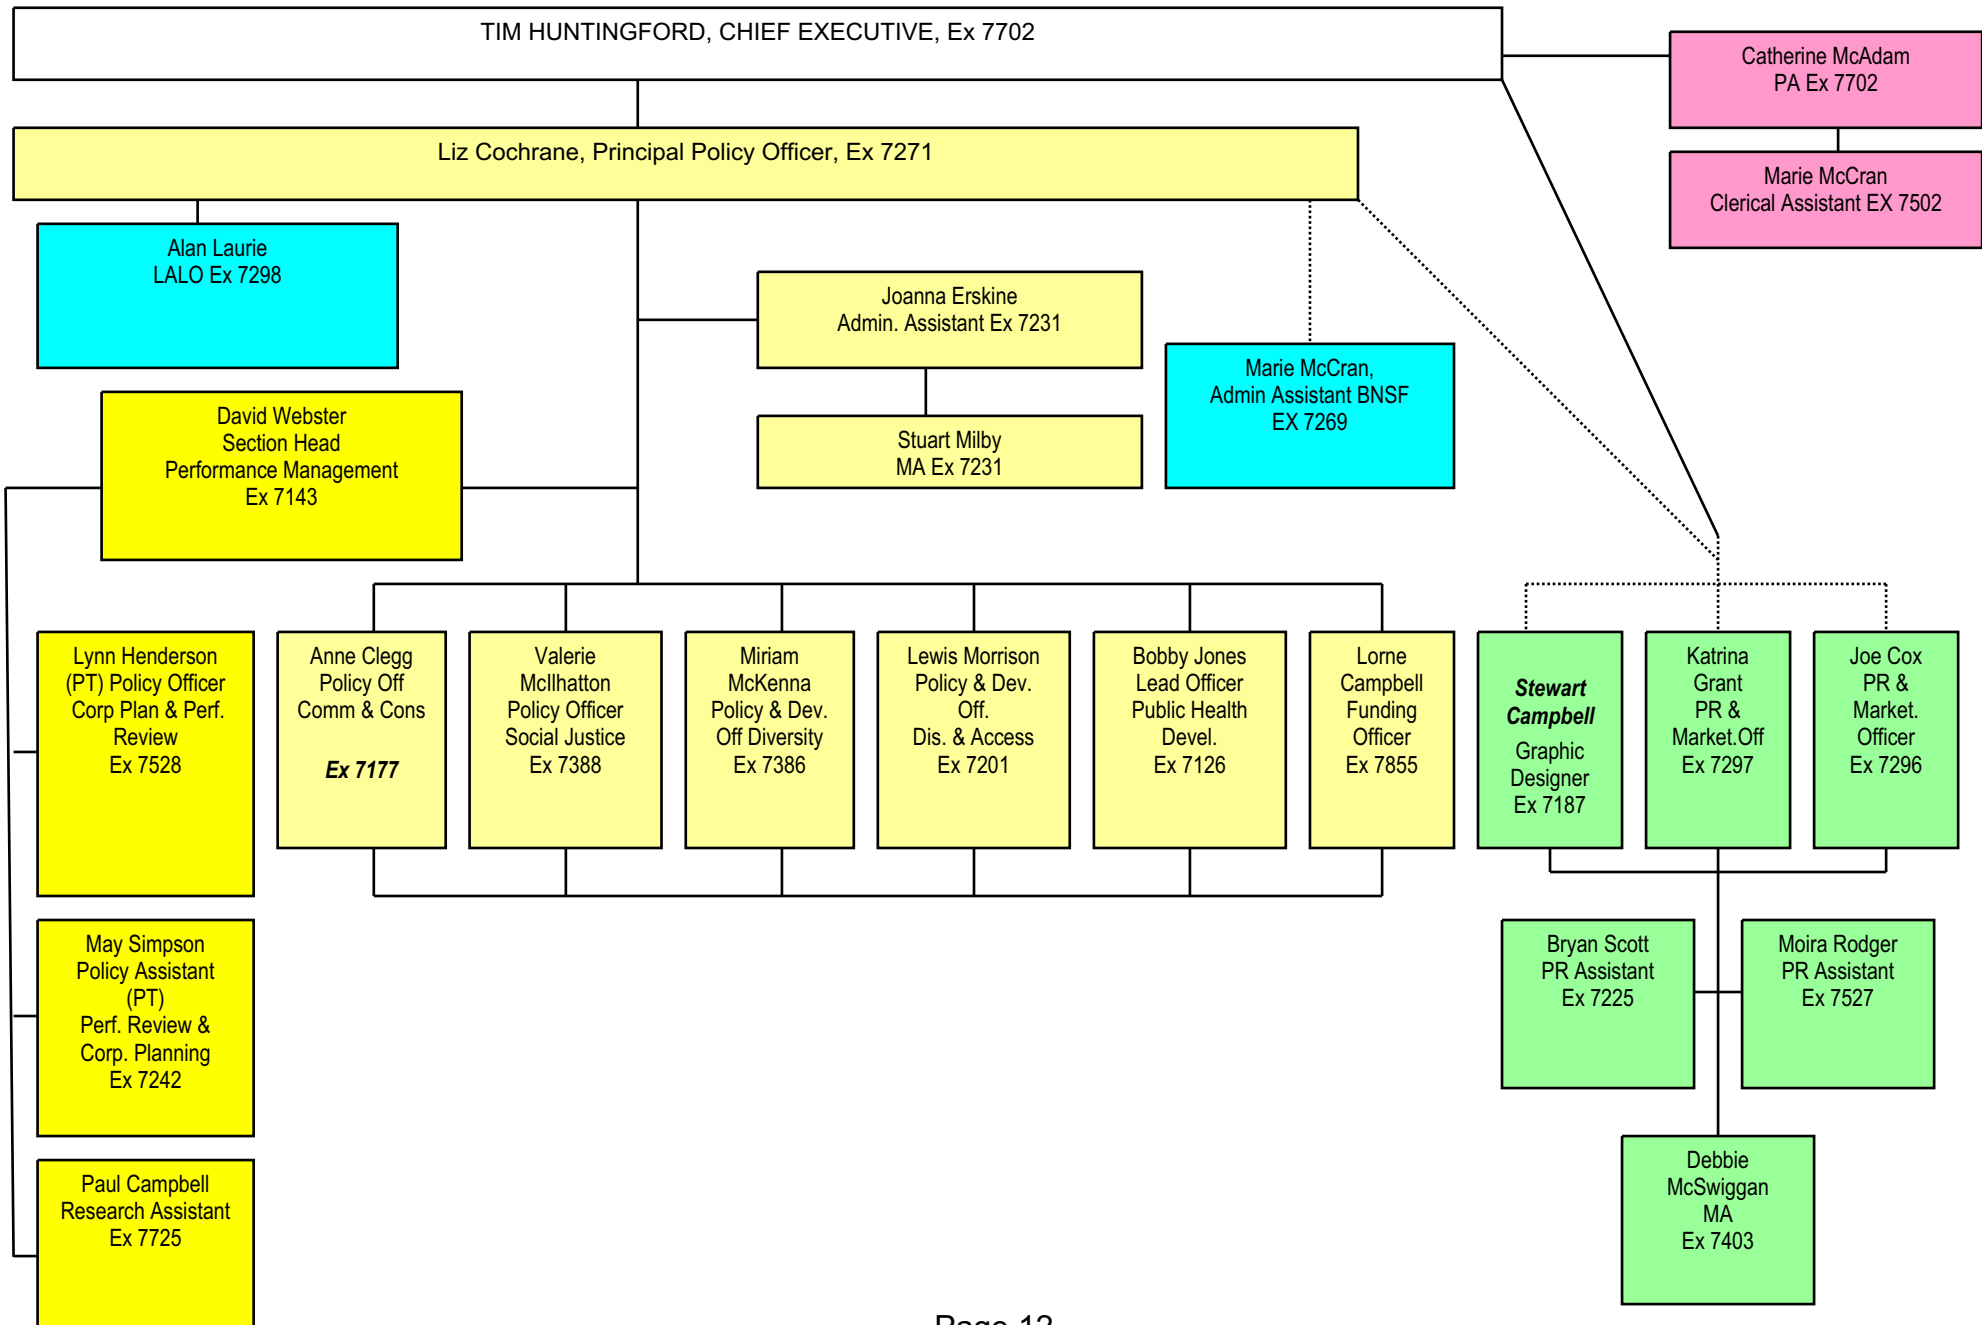 TIM HUNTINGFORD, CHIEF EXECUTIVE, Ex 7702
Catherine McAdam
PA Ex 7702
Liz Cochrane, Principal Policy Officer, Ex 7271
Marie McCran
Clerical Assistant EX 7502
Alan Laurie
LALO Ex 7298
Joanna Erskine
Admin. Assistant Ex 7231
Marie McCran,
Admin Assistant BNSF
EX 7269
David Webster
Section Head
Performance Management
Ex 7143
Stuart Milby
MA Ex 7231
Lynn Henderson
(PT) Policy Officer
Corp Plan & Perf.
Review
Ex 7528
Anne Clegg
Policy Off
Comm & Cons
Ex 7177
Valerie
McIlhatton
Policy Officer
Social Justice
Ex 7388
Miriam
McKenna
Policy & Dev.
Off Diversity
Ex 7386
Lewis Morrison
Policy & Dev.
Off.
Dis. & Access
Ex 7201
Bobby Jones
Lead Officer
Public Health
Devel.
Ex 7126
Lorne
Campbell
Funding
Officer
Ex 7855
Stewart
Campbell
Graphic
Designer
Ex 7187
Katrina
Grant
PR &
Market.Off
Ex 7297
Joe Cox
PR &
Market.
Officer
Ex 7296
May Simpson
Policy Assistant
(PT)
Perf. Review &
Corp. Planning
Ex 7242
Bryan Scott
PR Assistant
Ex 7225
Moira Rodger
PR Assistant
Ex 7527
Paul Campbell
Research Assistant
Ex 7725
Debbie
McSwiggan
MA
Ex 7403
Page 12